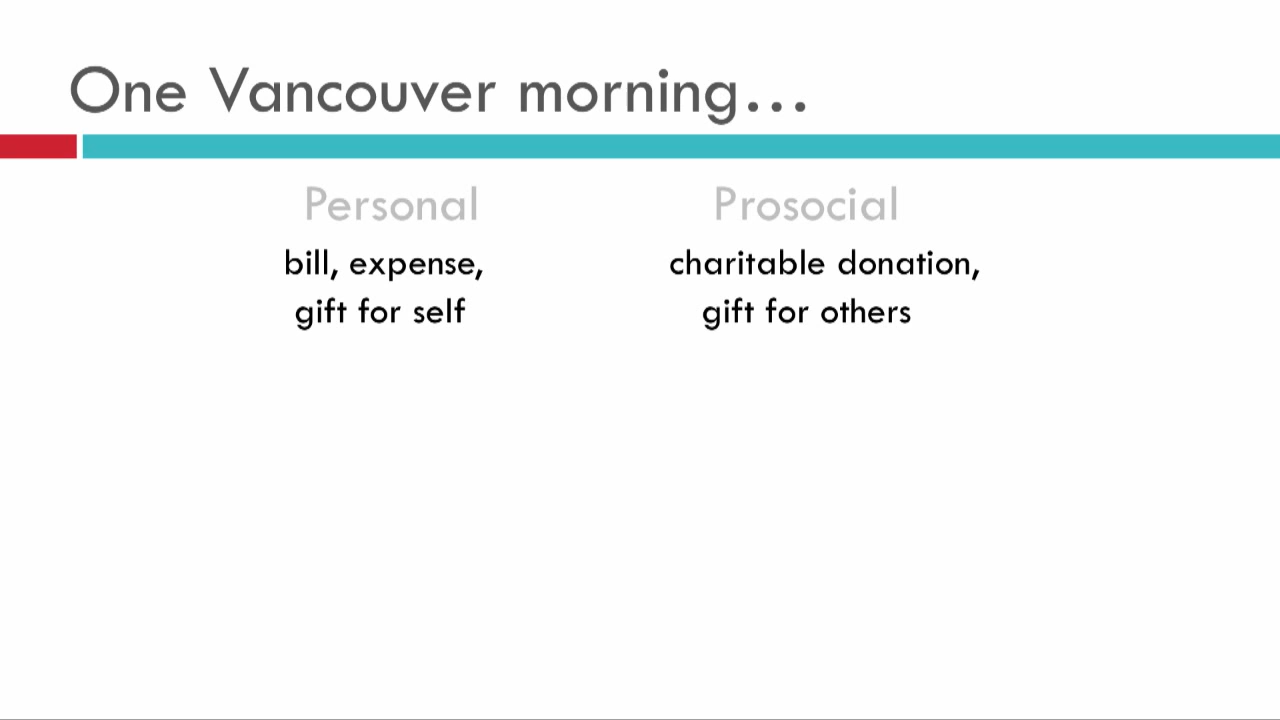 One Vancouver morning...
Personal
Prosocial
bill, expense,
charitable donation,
gift for self
gift for others